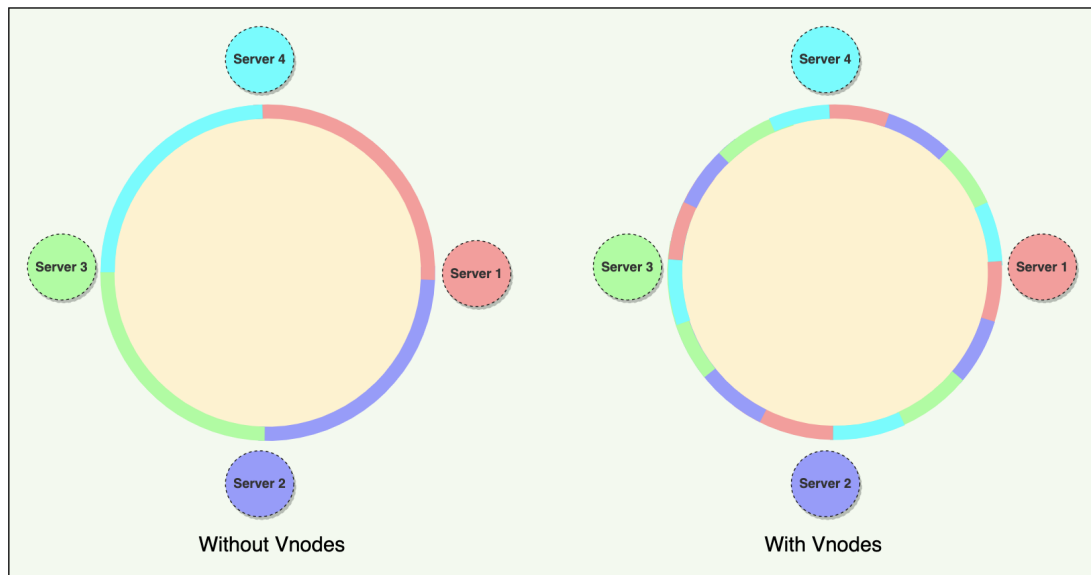 Server 4
Server 3
Server 1
Server 2
Without Vnodes
Server 4
Server 3
Server 1
Server 2
With Vnodes